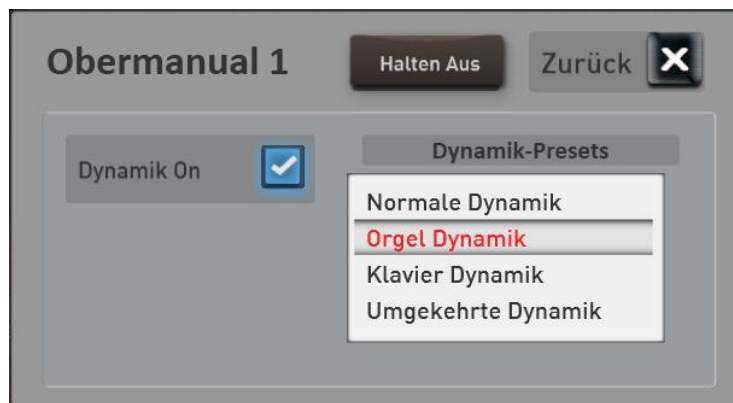 Obermanual 1
Halten Aus
Zurück
Dynamik On
Dynamik-Presets
Normale Dynamik
Orgel Dynamik
Klavier Dynamik
Umgekehrte Dynamik